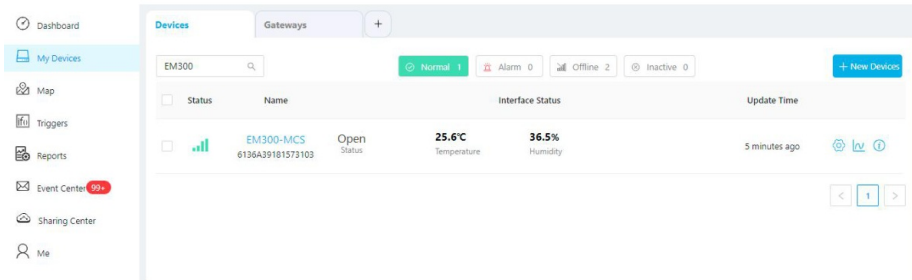 Dashboard
My Devices
Map
Triggers
Reports
Event Center 99+
Sharing Center
Me
Devices
Gateways
+
EM300
Normal 1
Alarm 0
Offline 2
Inactive 0
+ New Devices
Status Name Interface Status Update Time
EM300-MCS
6136A39181573103
Open
Status
25.6℃
Temperature
36.5%
Humidity
5 minutes ago
< 1 >